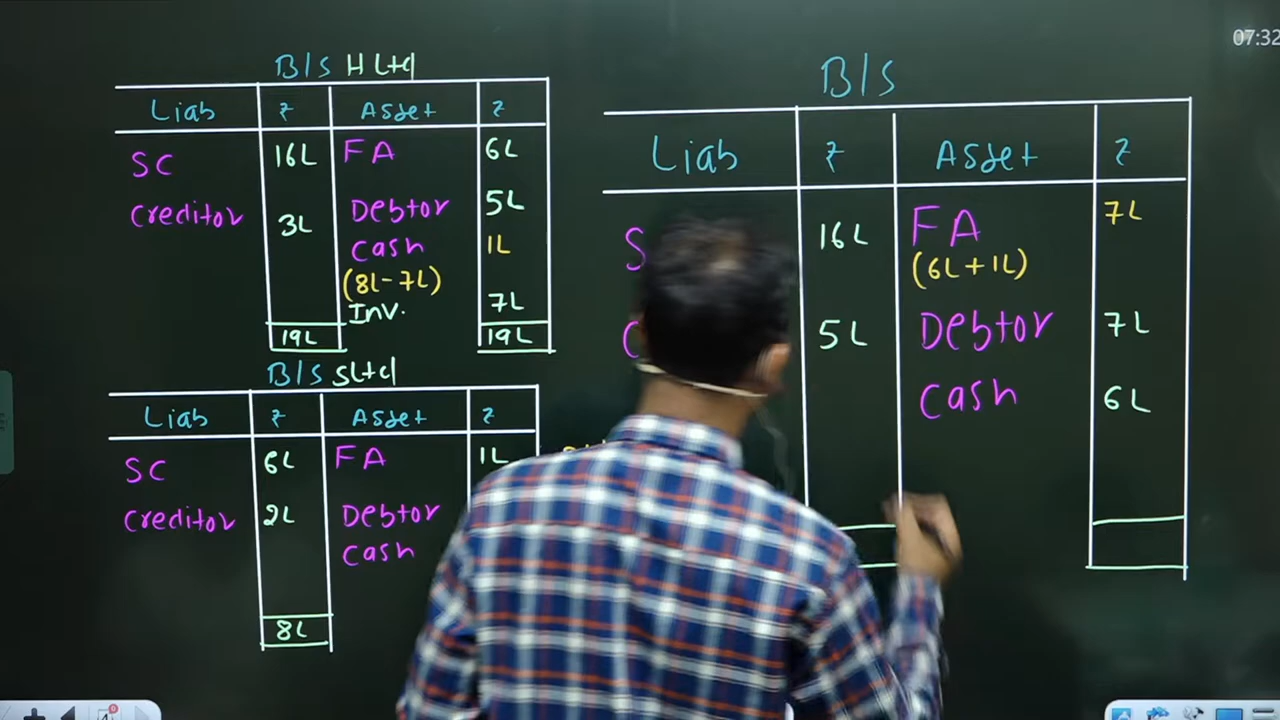 07:32
B/S H Ltd
Liab ₹ Asset ₹
SC 16L FA 6L
Creditor 3L Debtor 5L
Cash 1L
(8L-7L)
Inv. 7L
19L 19L
B/S SLtd
Liab ₹ Asset ₹
SC 6L FA 1L
Creditor 2L Debtor
Cash
8L
B/S
Liab ₹ Asset ₹
S 16L FA 7L
(6L+1L)
C 5L Debtor 7L
Cash 6L